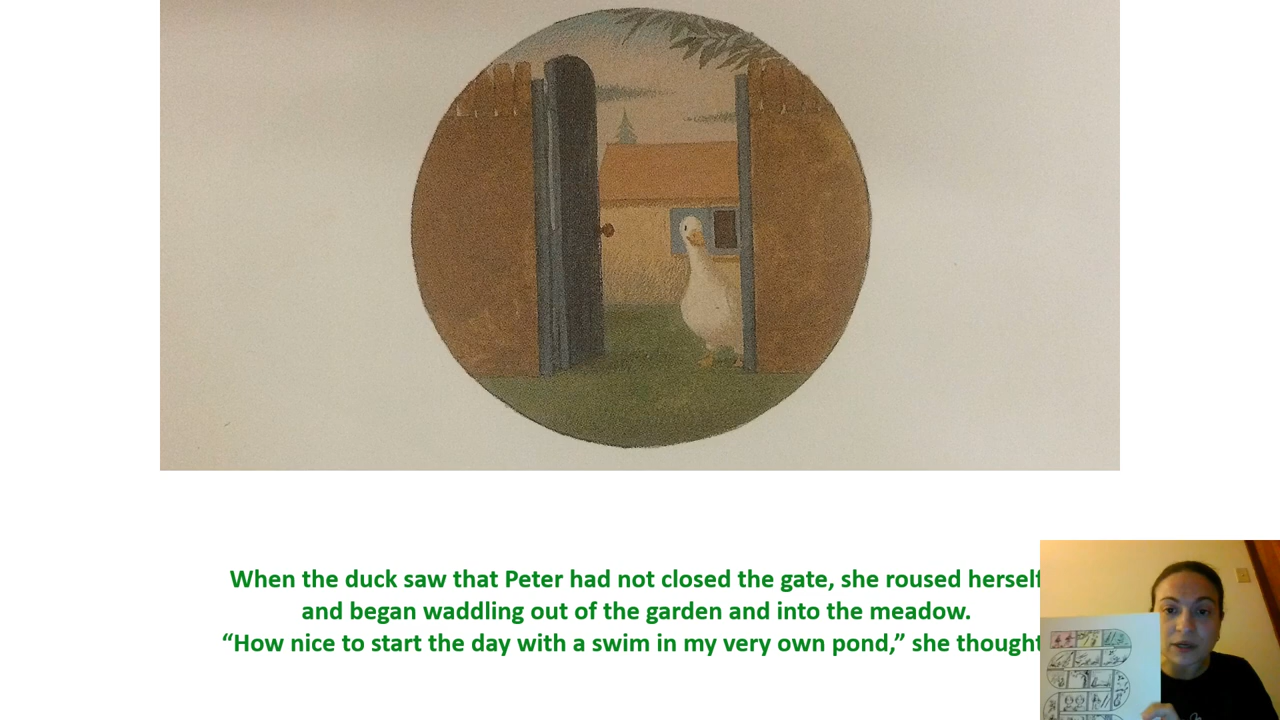 When the duck saw that Peter had not closed the gate, she roused herself
and began waddling out of the garden and into the meadow.
“How nice to start the day with a swim in my very own pond,” she thought